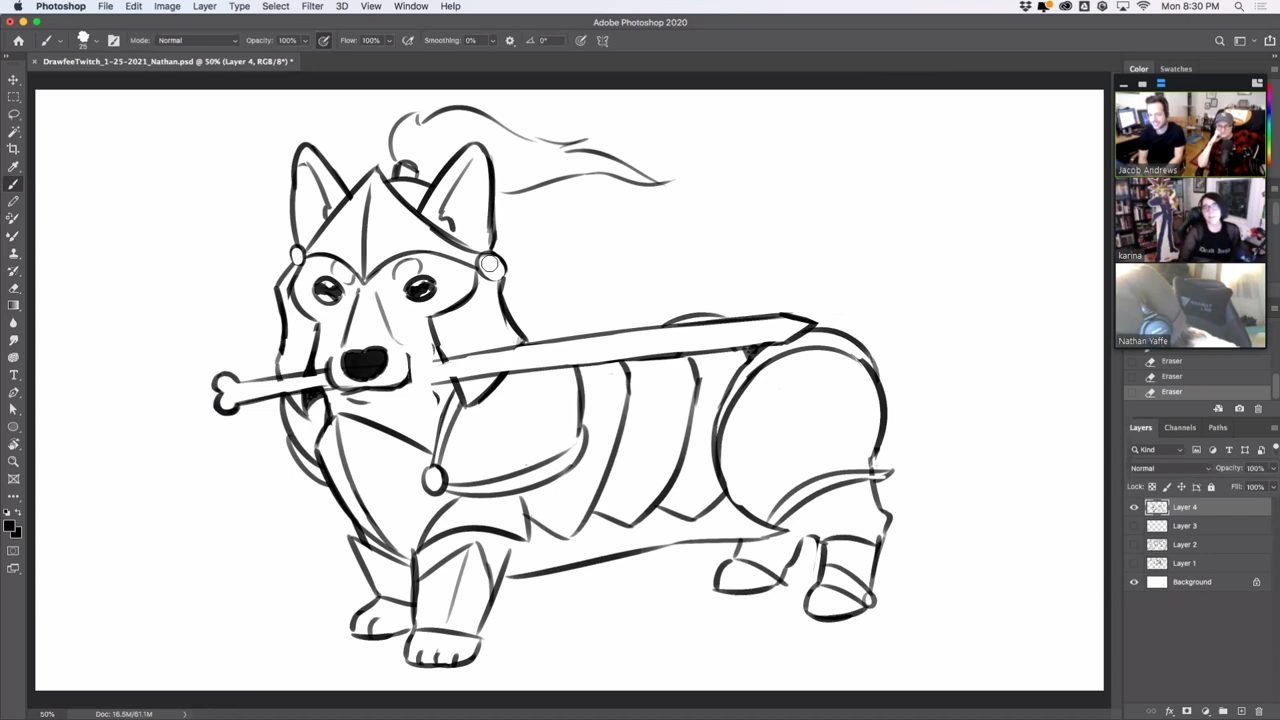 Photoshop File Edit Image Layer Type Select Filter 3D View Window Help Mon 8:30 PM
Adobe Photoshop 2020
25 Mode: Normal Opacity: 100% Flow: 100% Smoothing: 0% 0°
DrawfeeTwitch_1-25-2021_Nathan.psd @ 50% (Layer 4, RGB/8*) *
Color Swatches
Jacob Andrews
karina
Nathan Yaffe
Eraser
Eraser
Eraser
Layers Channels Paths
Kind
Normal Opacity: 100%
Lock: Fill: 100%
Layer 4
Layer 3
Layer 2
Layer 1
Background
50% Doc: 16.5M/61.1M